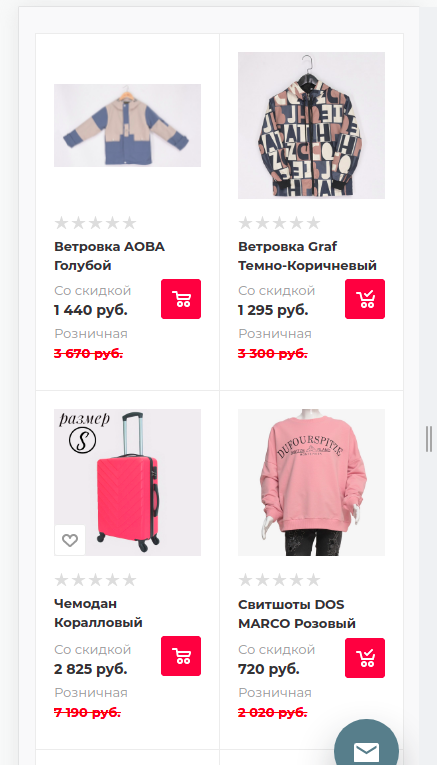 Ветровка АОВА
Голубой
Со скидкой
1 440 руб.
Розничная
3 670 руб.
Ветровка Graf
Темно-Коричневый
Со скидкой
1 295 руб.
Розничная
3 300 руб.
размер
S
Чемодан
Коралловый
Со скидкой
2 825 руб.
Розничная
7 190 руб.
DUFOURSPITZE
Свитшоты DOS
MARCO Розовый
Со скидкой
720 руб.
Розничная
2 020 руб.